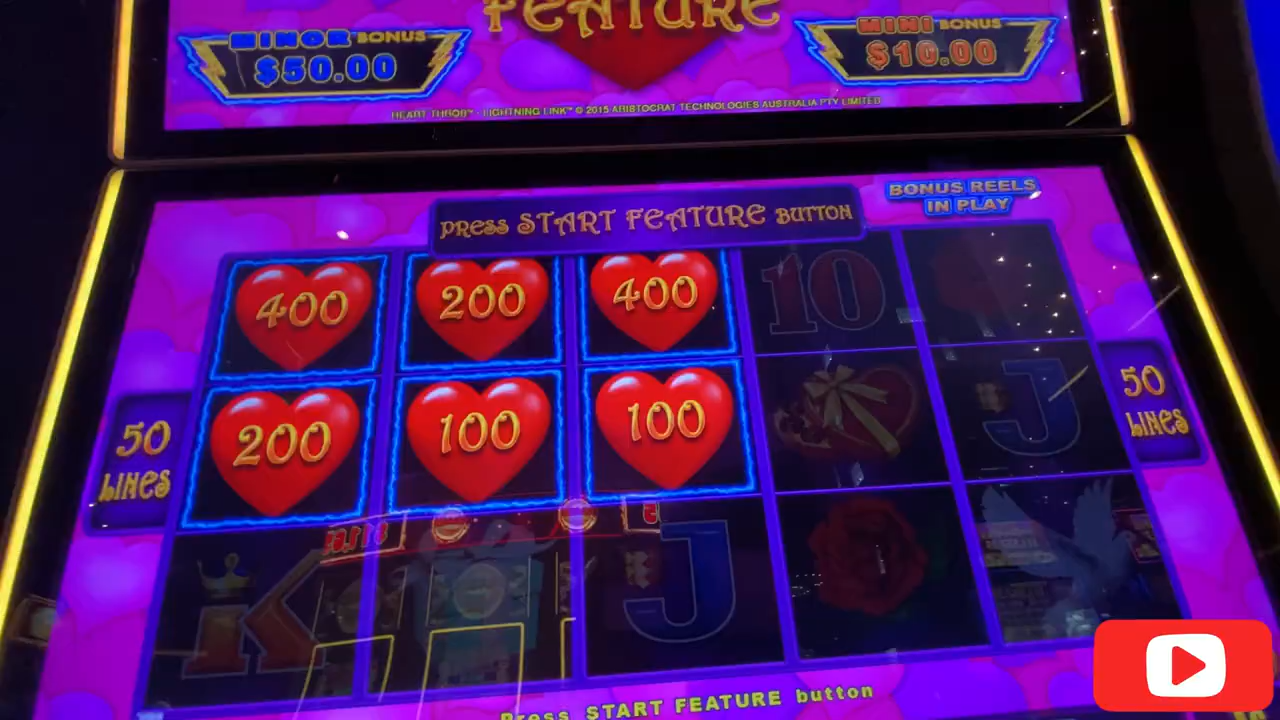 FEATURE
MINOR BONUS
$50.00
MINI BONUS
$10.00
HEART THROB™ - LIGHTNING LINK™ © 2015 ARISTOCRAT TECHNOLOGIES AUSTRALIA PTY LIMITED
BONUS REELS
IN PLAY
PRESS START FEATURE BUTTON
400
200
400
10
200
100
100
J
50
LINES
50
LINES
K
J
Press START FEATURE button